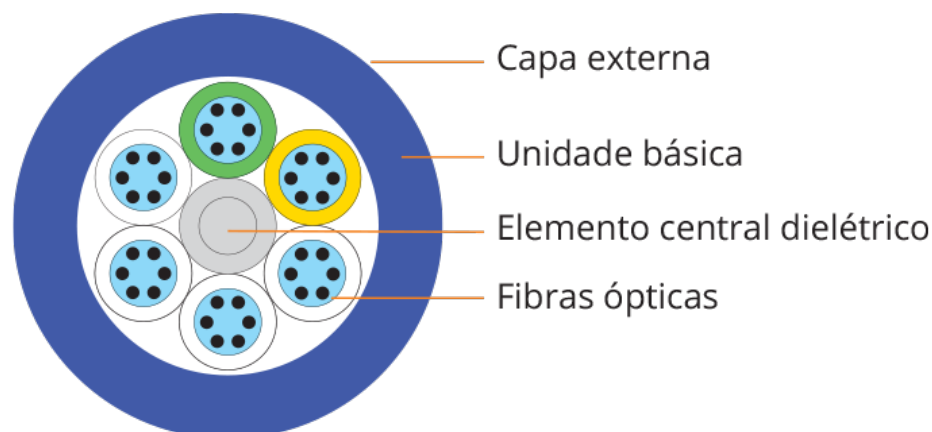 Capa externa
Unidade básica
Elemento central dielétrico
Fibras ópticas